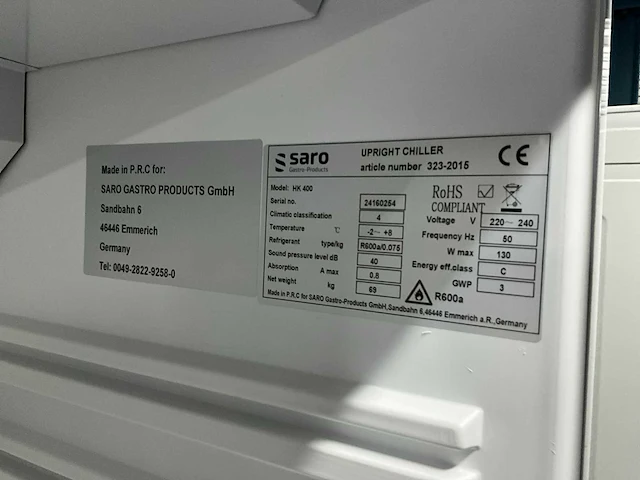 Made in P.R.C for:
SARO GASTRO PRODUCTS GmbH
Sandbahn 6
46446 Emmerich
Germany
Tel: 0049-2822-9258-0
saro
Gastro-Products
UPRIGHT CHILLER
article number 323-2015
CE
Model: HK 400
Serial no. 24160254
Climatic classification 4
Temperature °C -2~ +8
Refrigerant type/kg R600a/0.075
Sound pressure level dB 40
Absorption A max 0.8
Net weight kg 69
RoHS
COMPLIANT
Voltage V 220~ 240
Frequency Hz 50
W max 130
Energy eff.class C
GWP 3
R600a
Made in P.R.C for SARO Gastro-Products GmbH,Sandbahn 6,46446 Emmerich a.R.,Germany